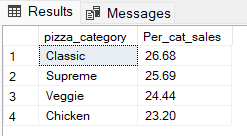 Results Messages
pizza_category Per_cat_sales
1 Classic 26.68
2 Supreme 25.69
3 Veggie 24.44
4 Chicken 23.20